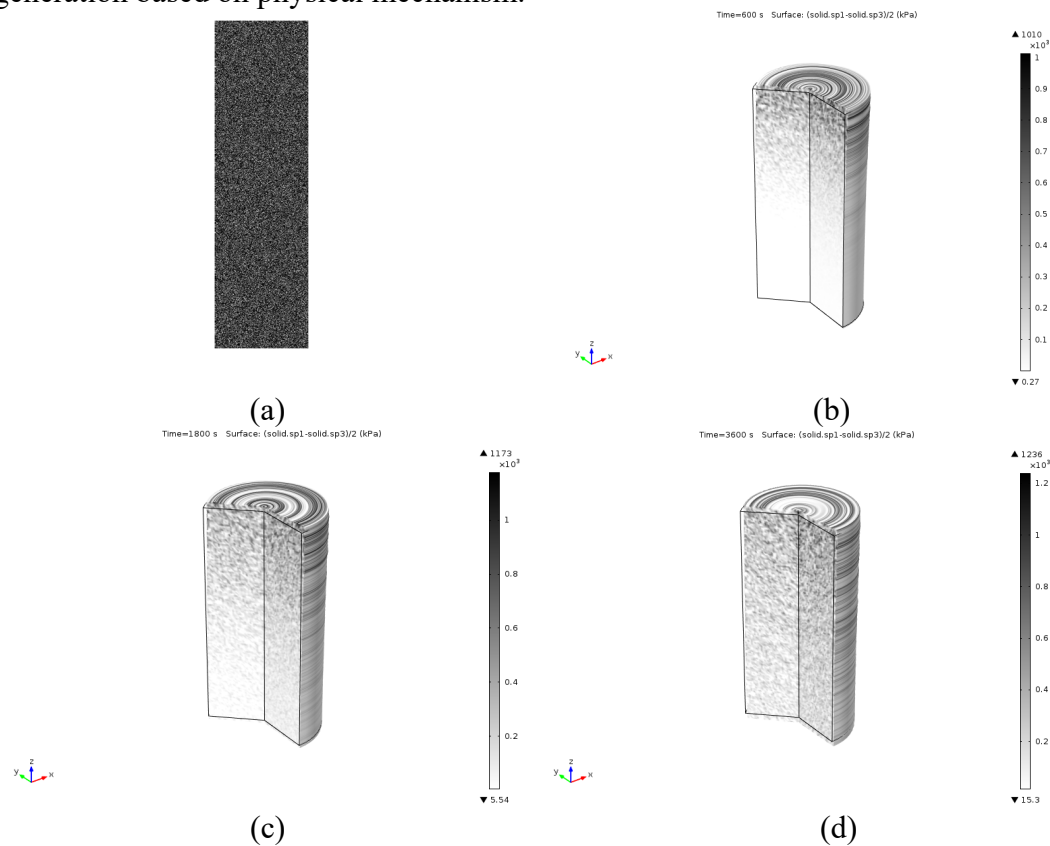 generation based on physical mechanism.
(a)
Time=600 s Surface: (solid.sp1-solid.sp3)/2 (kPa)
▲ 1010
×10³
1
0.9
0.8
0.7
0.6
0.5
0.4
0.3
0.2
0.1
▼ 0.27
z
y
x
(b)
Time=1800 s Surface: (solid.sp1-solid.sp3)/2 (kPa)
▲ 1173
×10³
1
0.8
0.6
0.4
0.2
▼ 5.54
z
y
x
(c)
Time=3600 s Surface: (solid.sp1-solid.sp3)/2 (kPa)
▲ 1236
×10³
1.2
1
0.8
0.6
0.4
0.2
▼ 15.3
z
y
x
(d)